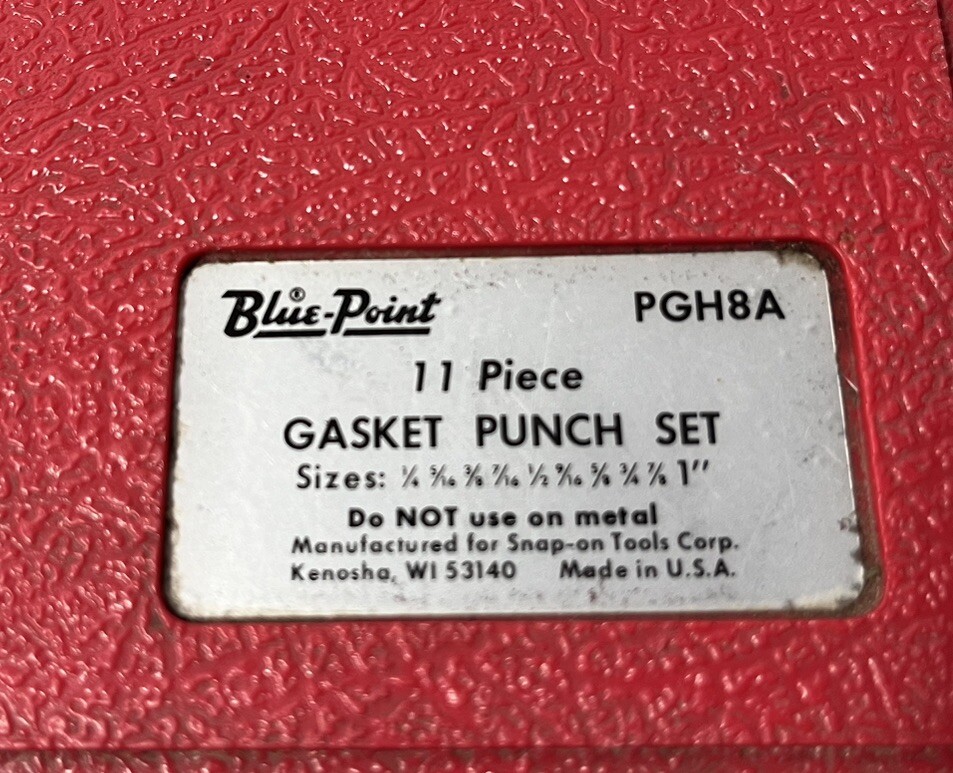 Blue-Point® PGH8A
11 Piece
GASKET PUNCH SET
Sizes: ¼ 5/16 ⅜ 7/16 ½ 9/16 ⅝ ¾ ⅞ 1"
Do NOT use on metal
Manufactured for Snap-on Tools Corp.
Kenosha, WI 53140 Made in U.S.A.